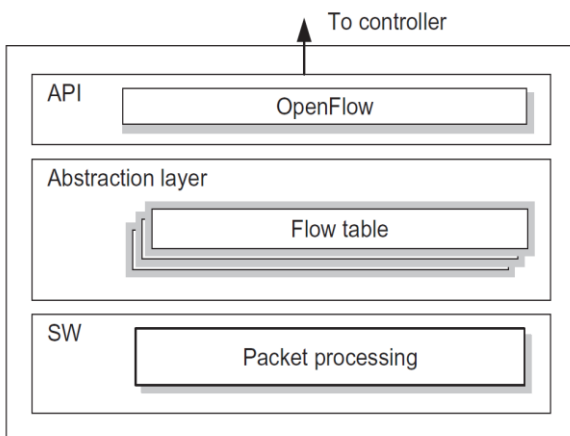 To controller
API
OpenFlow
Abstraction layer
Flow table
SW
Packet processing